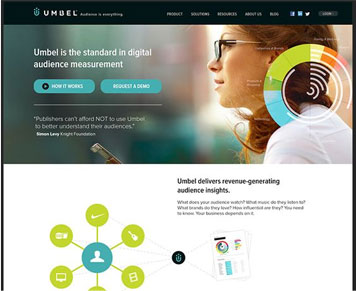 UMBEL Audience is everything.
PRODUCT SOLUTIONS RESOURCES ABOUT US BLOG LOGIN
Umbel is the standard in digital
audience measurement
HOW IT WORKS
REQUEST A DEMO
"Publishers can't afford NOT to use Umbel
to better understand their audiences."
Simon Levy Knight Foundation
Umbel delivers revenue-generating
audience insights.
What does your audience watch? What music do they listen to?
What brands do they love? How influential are they? You need
to know. Your business depends on it.